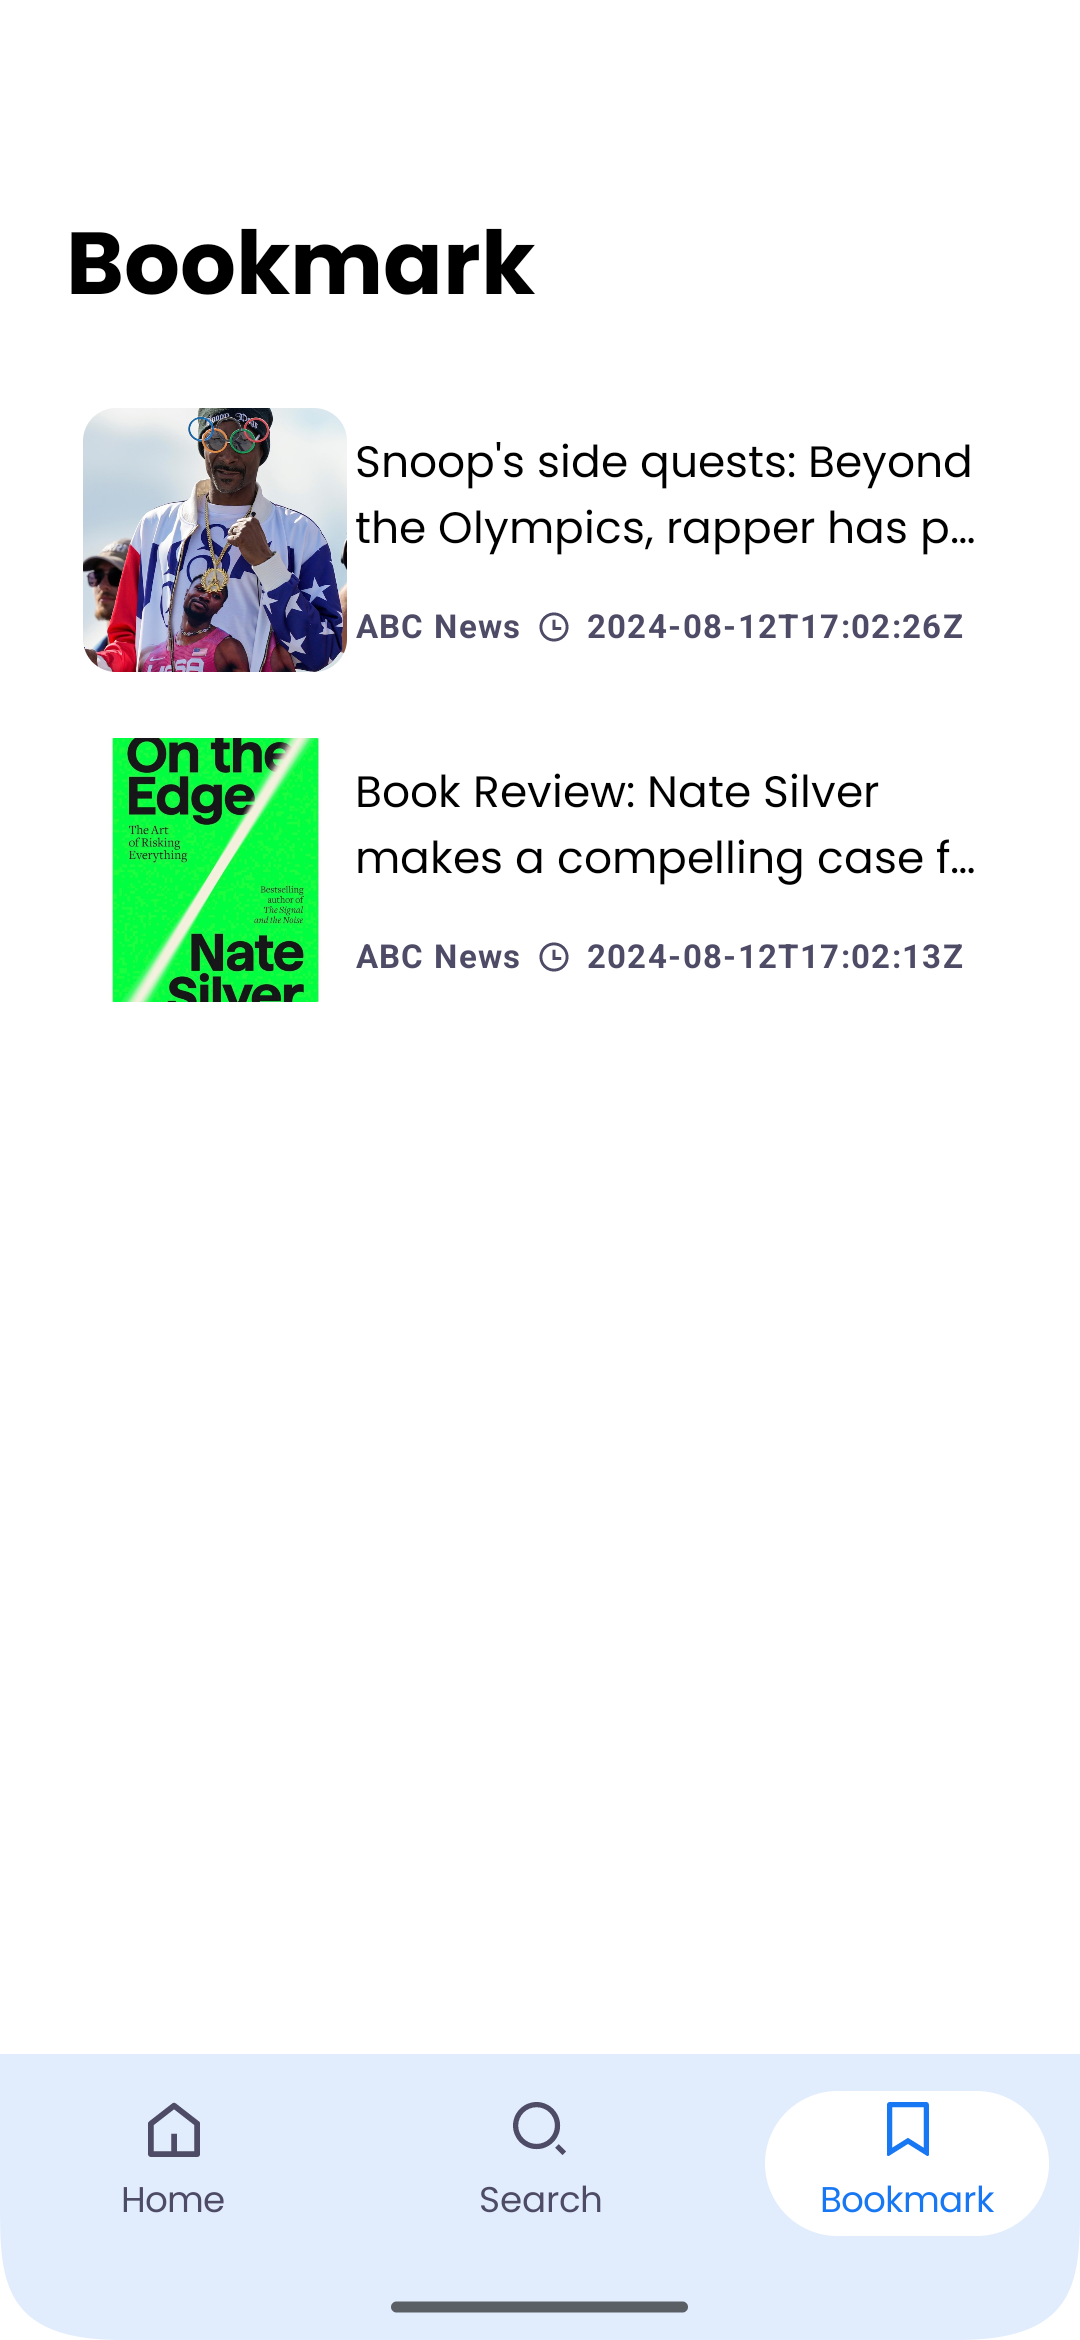 Bookmark
Snoop's side quests: Beyond
the Olympics, rapper has p...
ABC News 2024-08-12T17:02:26Z
On the
Edge
The Art
of Risking
Everything
Bestselling
author of
The Signal
and the Noise
Nate
Silver
Book Review: Nate Silver
makes a compelling case f...
ABC News 2024-08-12T17:02:13Z
Home
Search
Bookmark